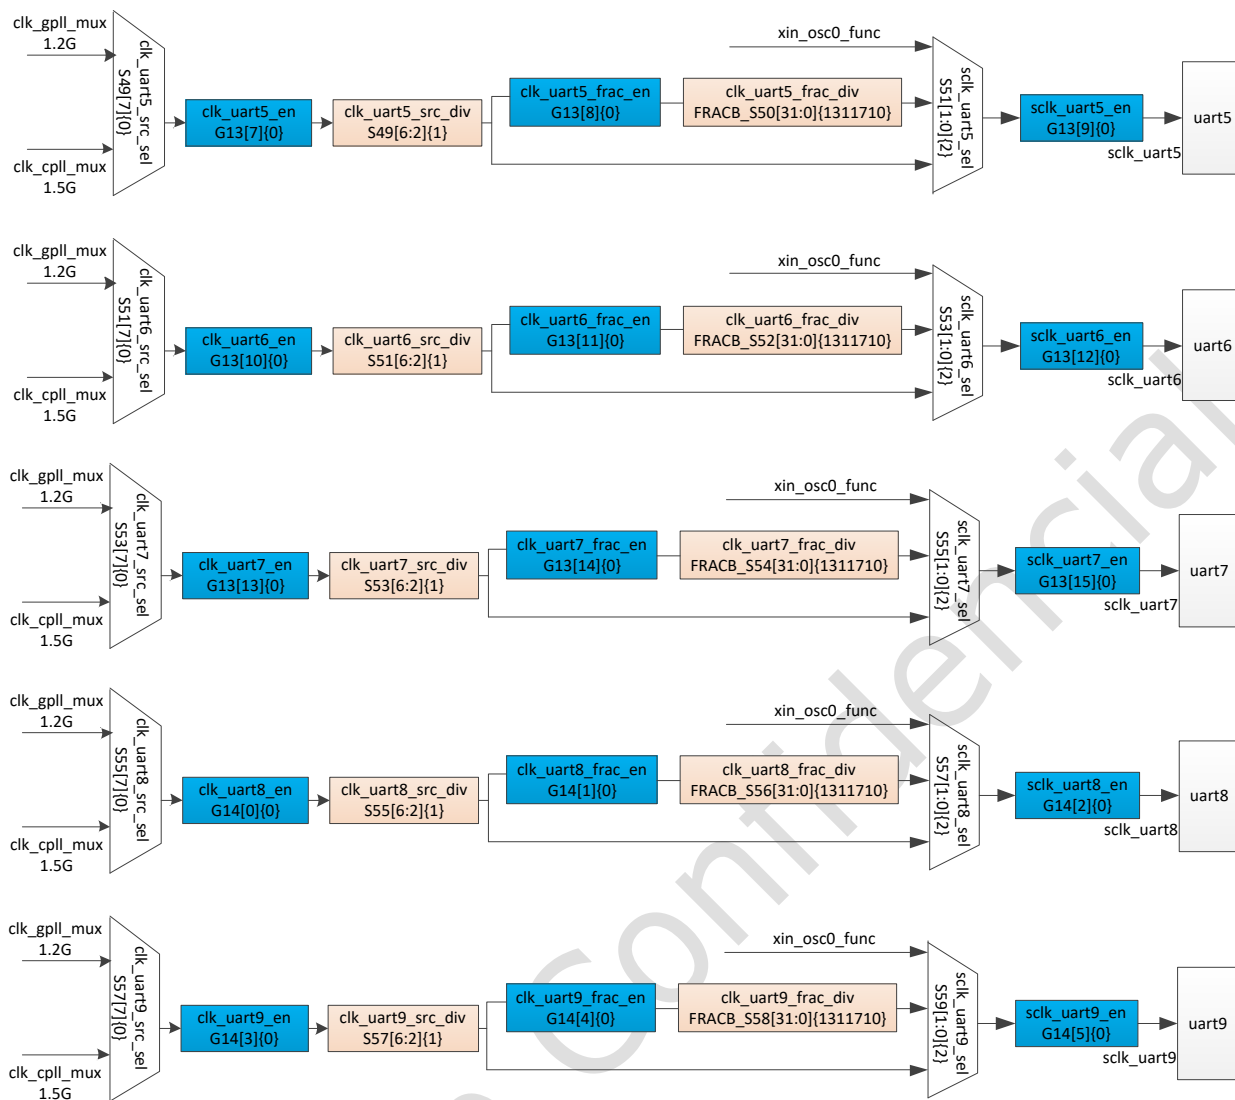 clk_gpll_mux
1.2G
clk_uart5_src_sel
S49[7]{0}
clk_cpll_mux
1.5G
clk_uart5_en
G13[7]{0}
clk_uart5_src_div
S49[6:2]{1}
clk_uart5_frac_en
G13[8]{0}
xin_osc0_func
clk_uart5_frac_div
FRACB_S50[31:0]{1311710}
sclk_uart5_sel
S51[1:0]{2}
sclk_uart5_en
G13[9]{0}
sclk_uart5
uart5
clk_gpll_mux
1.2G
clk_uart6_src_sel
S51[7]{0}
clk_cpll_mux
1.5G
clk_uart6_en
G13[10]{0}
clk_uart6_src_div
S51[6:2]{1}
clk_uart6_frac_en
G13[11]{0}
xin_osc0_func
clk_uart6_frac_div
FRACB_S52[31:0]{1311710}
sclk_uart6_sel
S53[1:0]{2}
sclk_uart6_en
G13[12]{0}
sclk_uart6
uart6
clk_gpll_mux
1.2G
clk_uart7_src_sel
S53[7]{0}
clk_cpll_mux
1.5G
clk_uart7_en
G13[13]{0}
clk_uart7_src_div
S53[6:2]{1}
clk_uart7_frac_en
G13[14]{0}
xin_osc0_func
clk_uart7_frac_div
FRACB_S54[31:0]{1311710}
sclk_uart7_sel
S55[1:0]{2}
sclk_uart7_en
G13[15]{0}
sclk_uart7
uart7
clk_gpll_mux
1.2G
clk_uart8_src_sel
S55[7]{0}
clk_cpll_mux
1.5G
clk_uart8_en
G14[0]{0}
clk_uart8_src_div
S55[6:2]{1}
clk_uart8_frac_en
G14[1]{0}
xin_osc0_func
clk_uart8_frac_div
FRACB_S56[31:0]{1311710}
sclk_uart8_sel
S57[1:0]{2}
sclk_uart8_en
G14[2]{0}
sclk_uart8
uart8
clk_gpll_mux
1.2G
clk_uart9_src_sel
S57[7]{0}
clk_cpll_mux
1.5G
clk_uart9_en
G14[3]{0}
clk_uart9_src_div
S57[6:2]{1}
clk_uart9_frac_en
G14[4]{0}
xin_osc0_func
clk_uart9_frac_div
FRACB_S58[31:0]{1311710}
sclk_uart9_sel
S59[1:0]{2}
sclk_uart9_en
G14[5]{0}
sclk_uart9
uart9
Confidencial